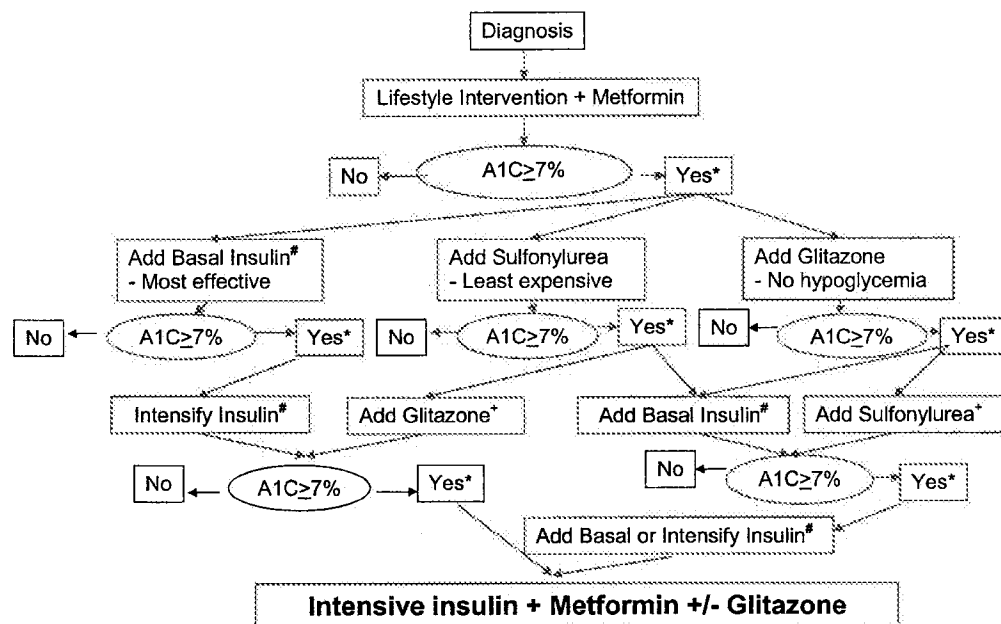 Diagnosis
Lifestyle Intervention + Metformin
No
A1C≥7%
Yes*
Add Basal Insulin#
- Most effective
Add Sulfonylurea
- Least expensive
Add Glitazone
- No hypoglycemia
No
A1C≥7%
Yes*
No
A1C≥7%
Yes*
No
A1C≥7%
Yes*
Intensify Insulin#
Add Glitazone+
Add Basal Insulin#
Add Sulfonylurea+
No
A1C≥7%
Yes*
No
A1C≥7%
Yes*
Add Basal or Intensify Insulin#
Intensive insulin + Metformin +/- Glitazone